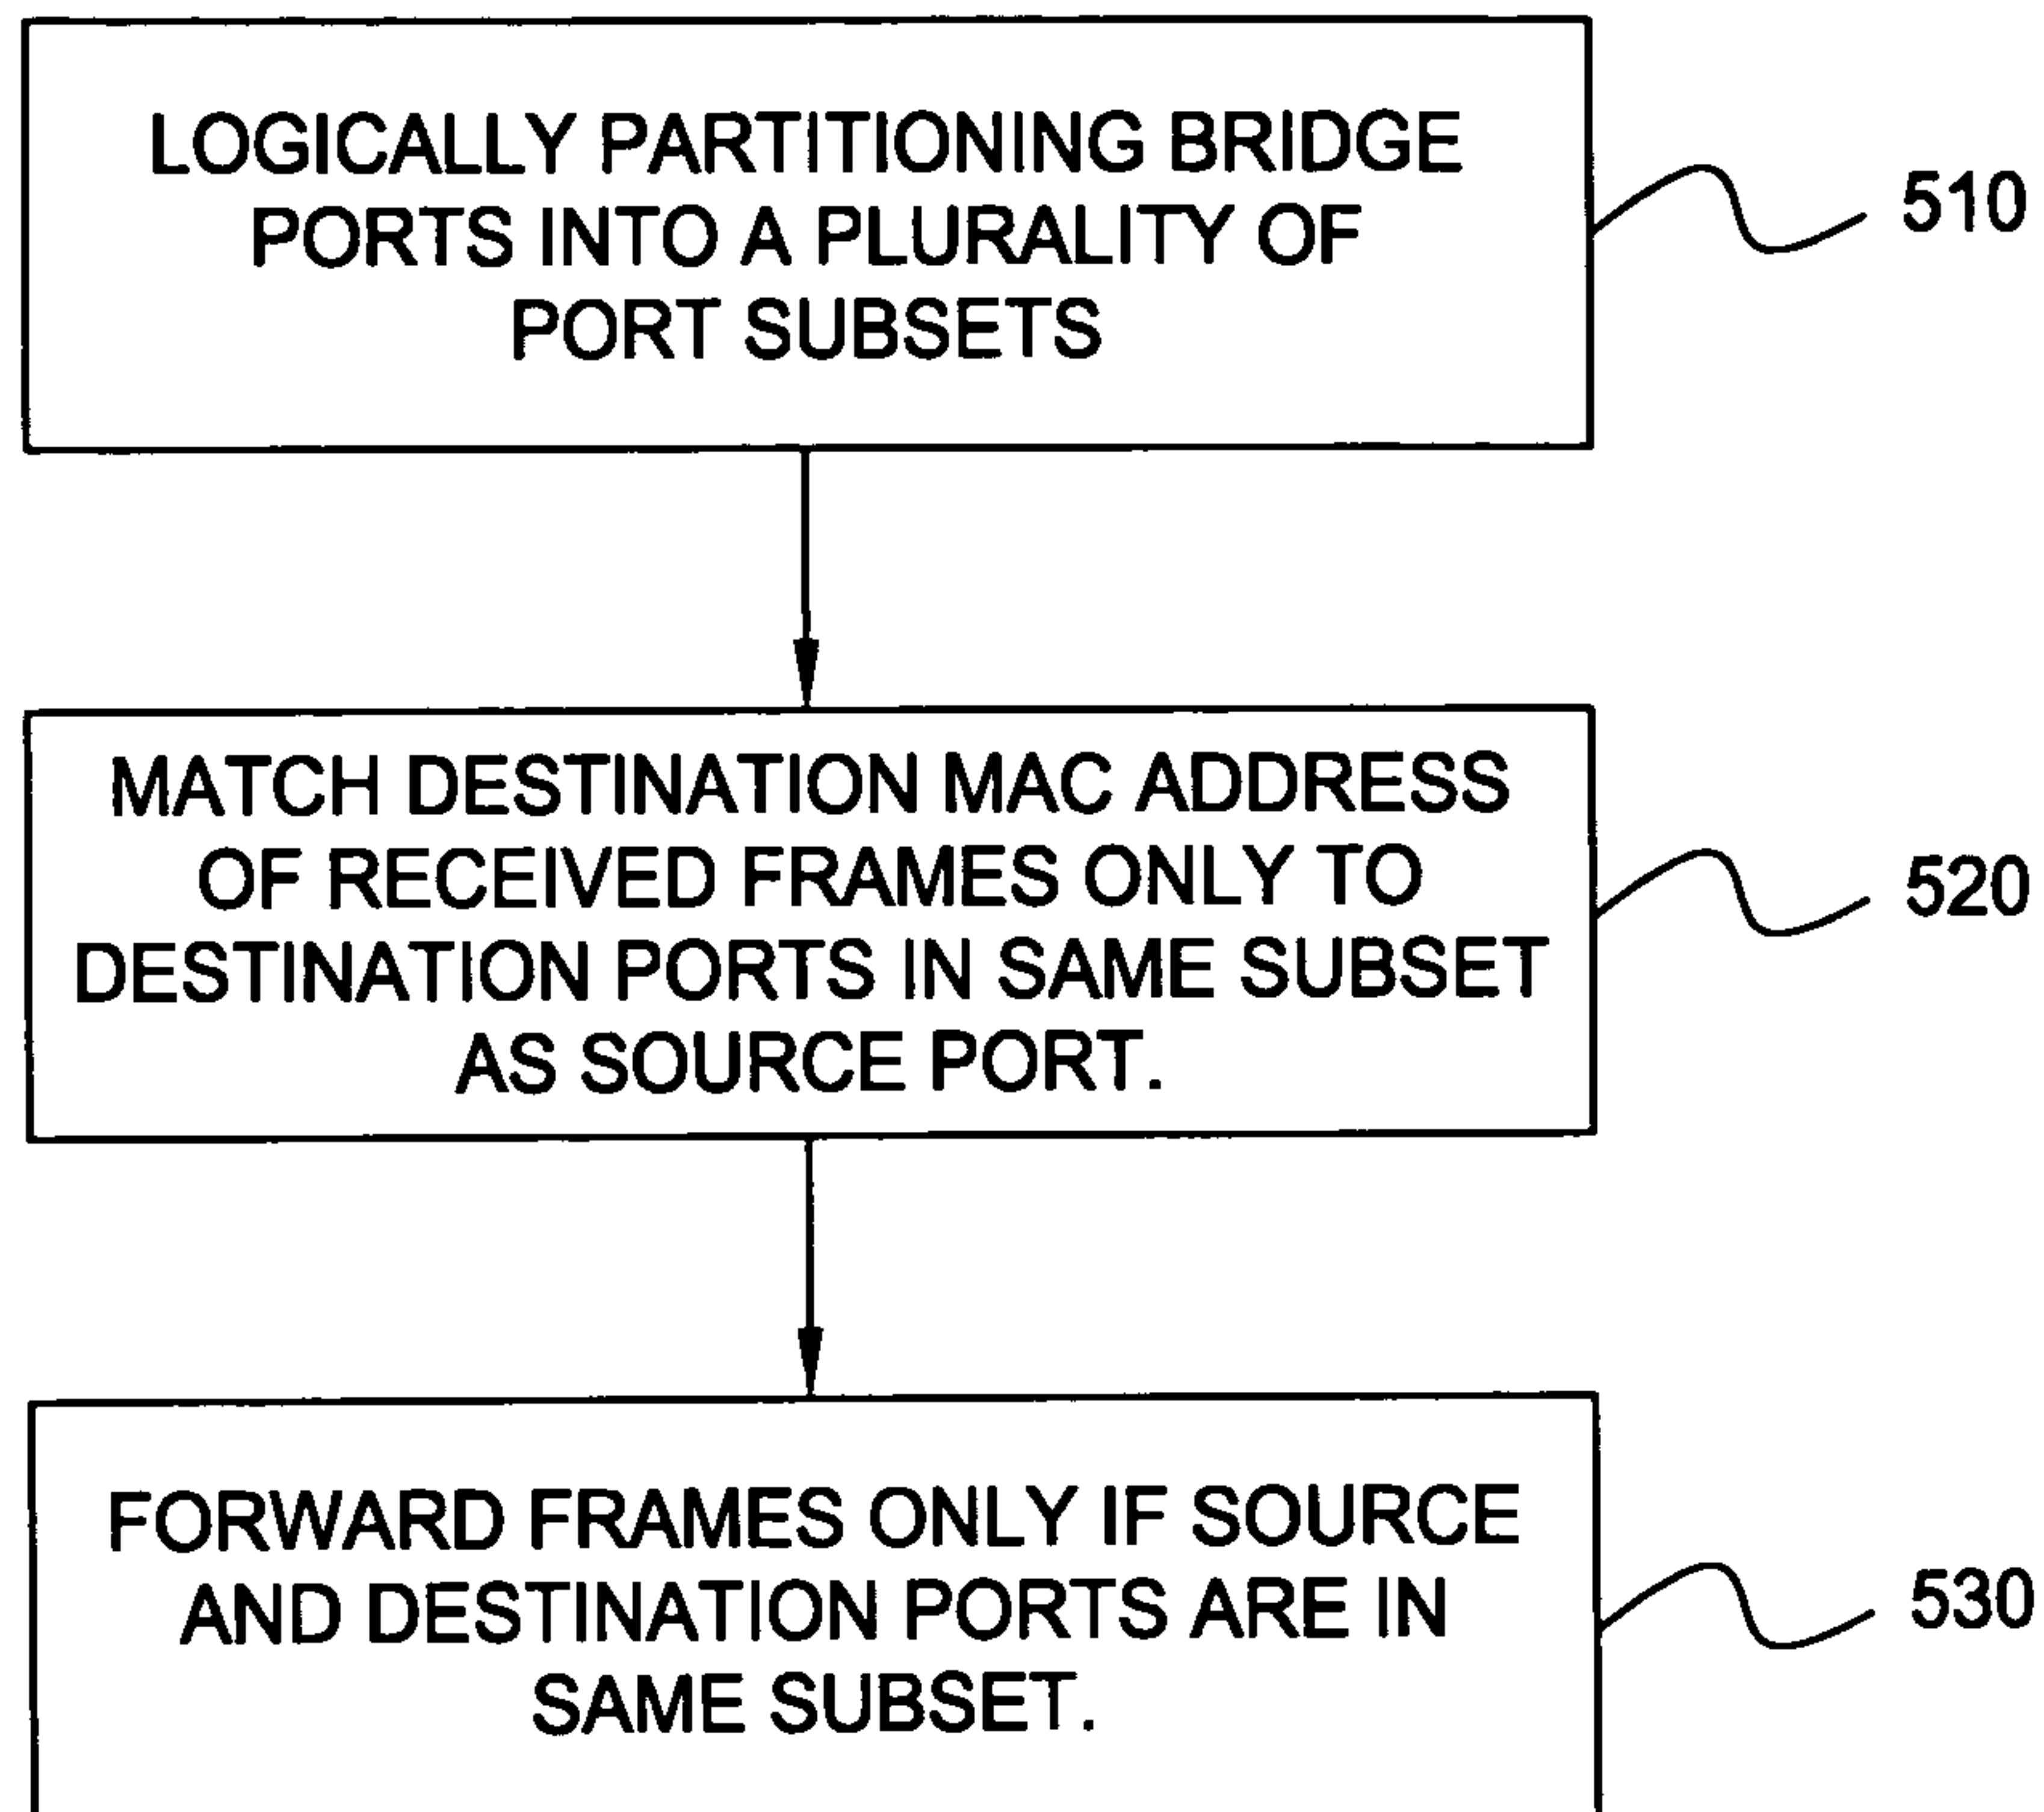 LOGICALLY PARTITIONING BRIDGE
PORTS INTO A PLURALITY OF
PORT SUBSETS
510
MATCH DESTINATION MAC ADDRESS
OF RECEIVED FRAMES ONLY TO
DESTINATION PORTS IN SAME SUBSET
AS SOURCE PORT.
520
FORWARD FRAMES ONLY IF SOURCE
AND DESTINATION PORTS ARE IN
SAME SUBSET.
530